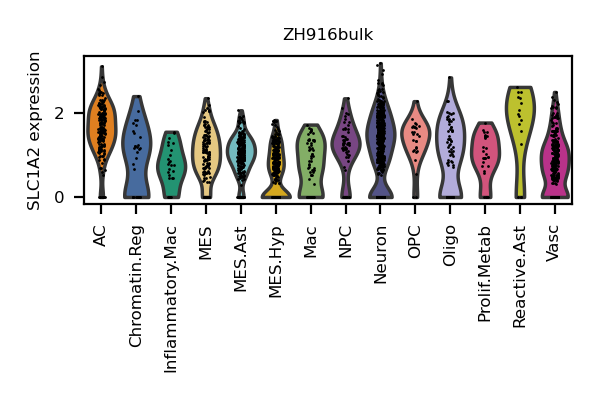 ZH916bulk
SLC1A2 expression
2
0
AC
Chromatin.Reg
Inflammatory.Mac
MES
MES.Ast
MES.Hyp
Mac
NPC
Neuron
OPC
Oligo
Prolif.Metab
Reactive.Ast
Vasc